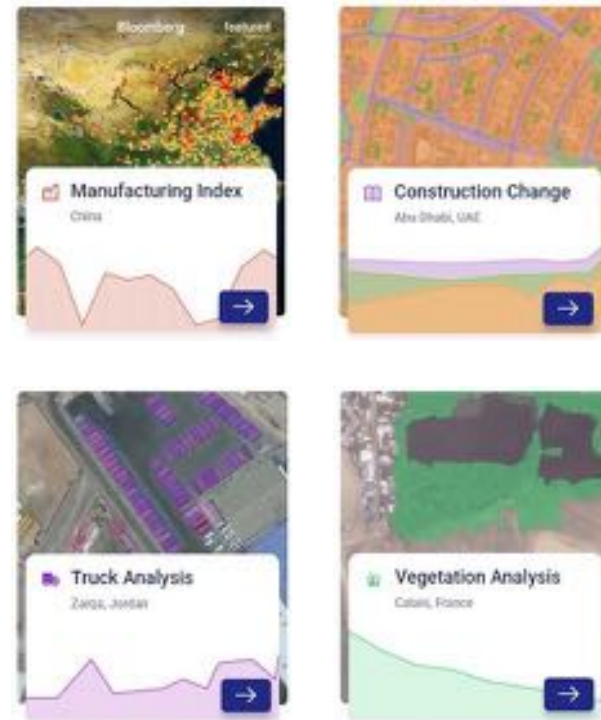 Bloomberg featured
Manufacturing Index
China
Construction Change
Abu Dhabi, UAE
Truck Analysis
Zarqa, Jordan
Vegetation Analysis
Calais, France